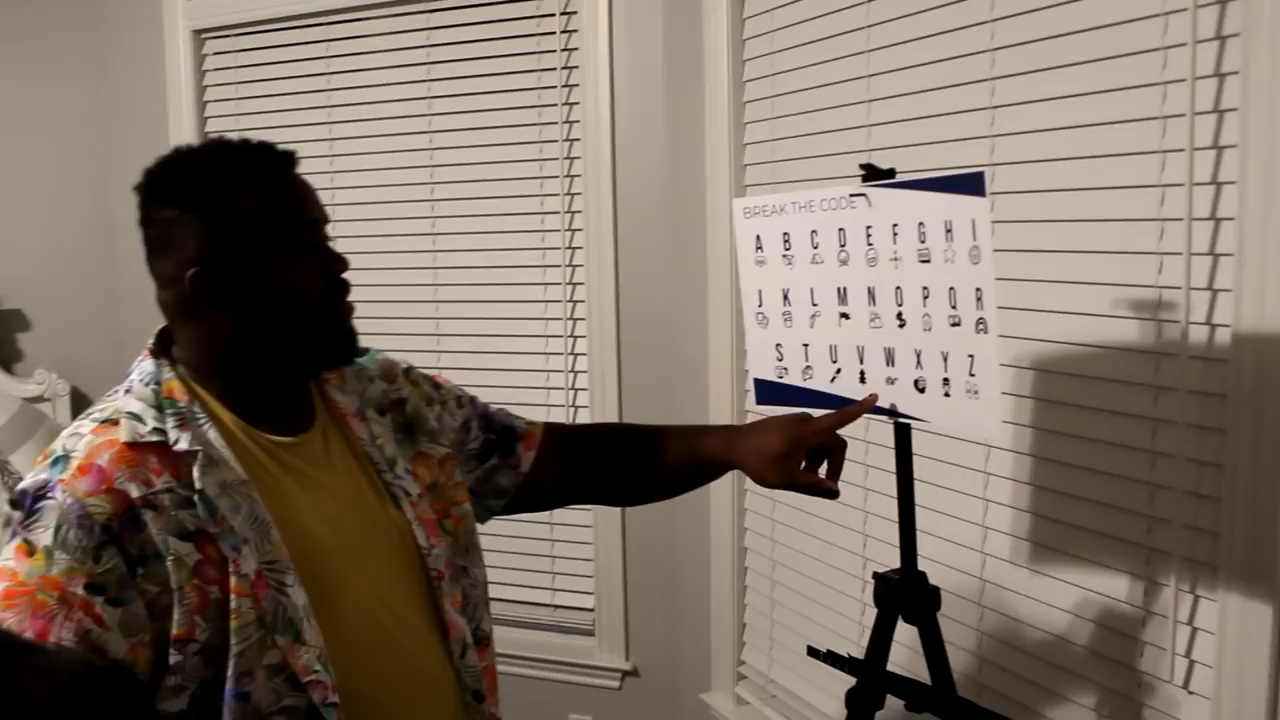 BREAK THE CODE
A B C D E F G H I
J K L M N O P Q R
S T U V W X Y Z